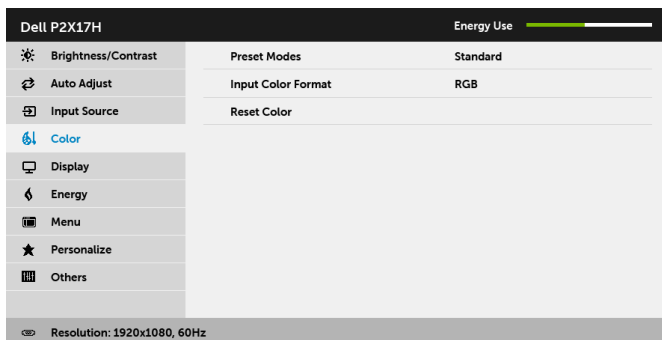 Dell P2X17H Energy Use
Brightness/Contrast Preset Modes Standard
Auto Adjust Input Color Format RGB
Input Source Reset Color
Color
Display
Energy
Menu
Personalize
Others
Resolution: 1920x1080, 60Hz